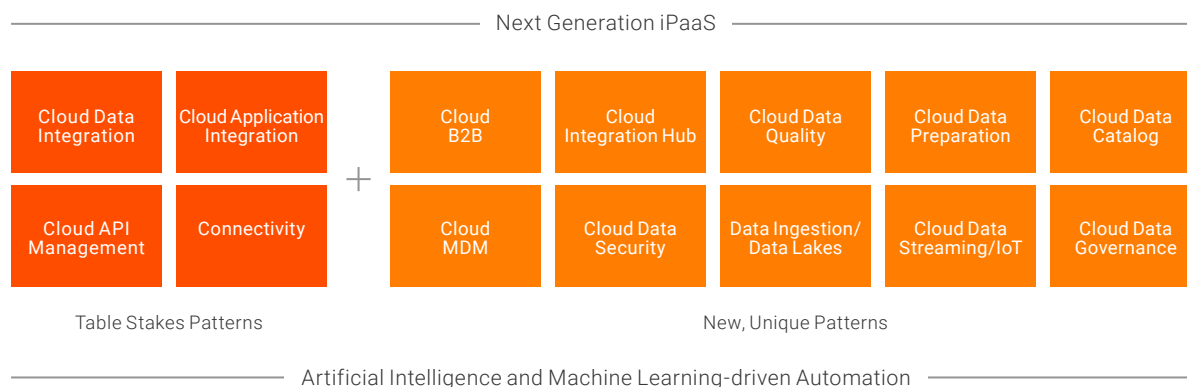 Next Generation iPaaS
Cloud Data
Integration
Cloud Application
Integration
Cloud
B2B
Cloud
Integration Hub
Cloud Data
Quality
Cloud Data
Preparation
Cloud Data
Catalog
+
Cloud API
Management
Connectivity
Cloud
MDM
Cloud Data
Security
Data Ingestion/
Data Lakes
Cloud Data
Streaming/IoT
Cloud Data
Governance
Table Stakes Patterns
New, Unique Patterns
Artificial Intelligence and Machine Learning-driven Automation